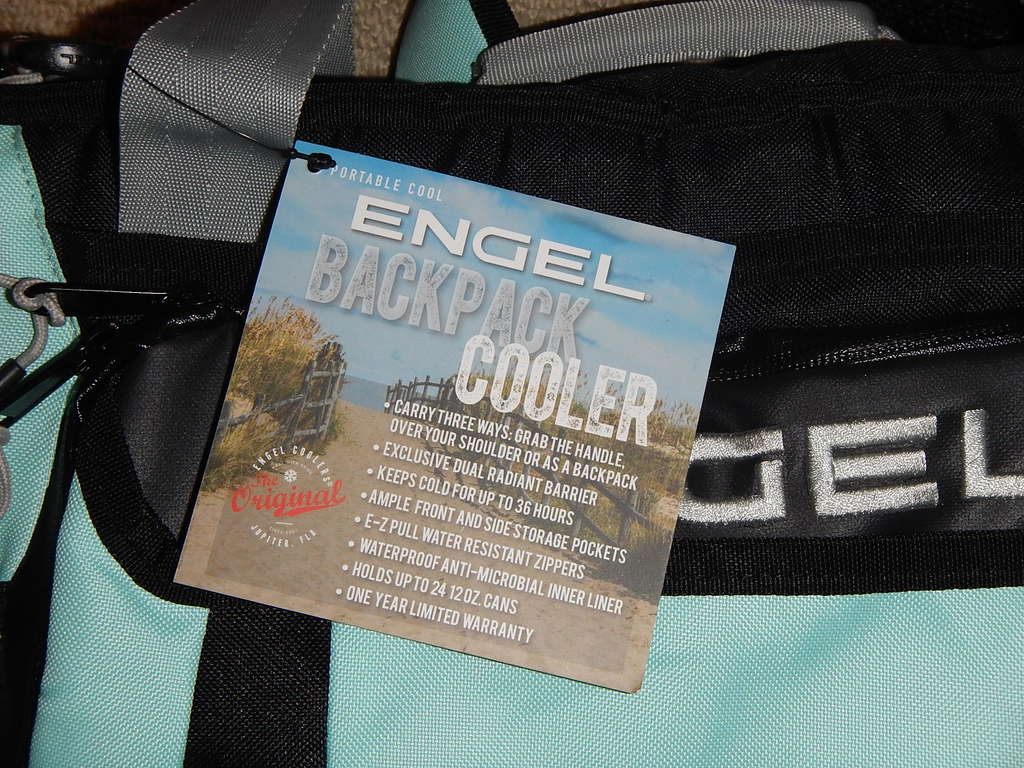 PORTABLE COOL
ENGEL
BACKPACK
COOLER
• CARRY THREE WAYS: GRAB THE HANDLE,
OVER YOUR SHOULDER OR AS A BACKPACK
• EXCLUSIVE DUAL RADIANT BARRIER
• KEEPS COLD FOR UP TO 36 HOURS
• AMPLE FRONT AND SIDE STORAGE POCKETS
• E-Z PULL WATER RESISTANT ZIPPERS
• WATERPROOF ANTI-MICROBIAL INNER LINER
• HOLDS UP TO 24 12 OZ. CANS
• ONE YEAR LIMITED WARRANTY
ENGEL COOLERS
The
Original
JUPITER, FLA
GEL